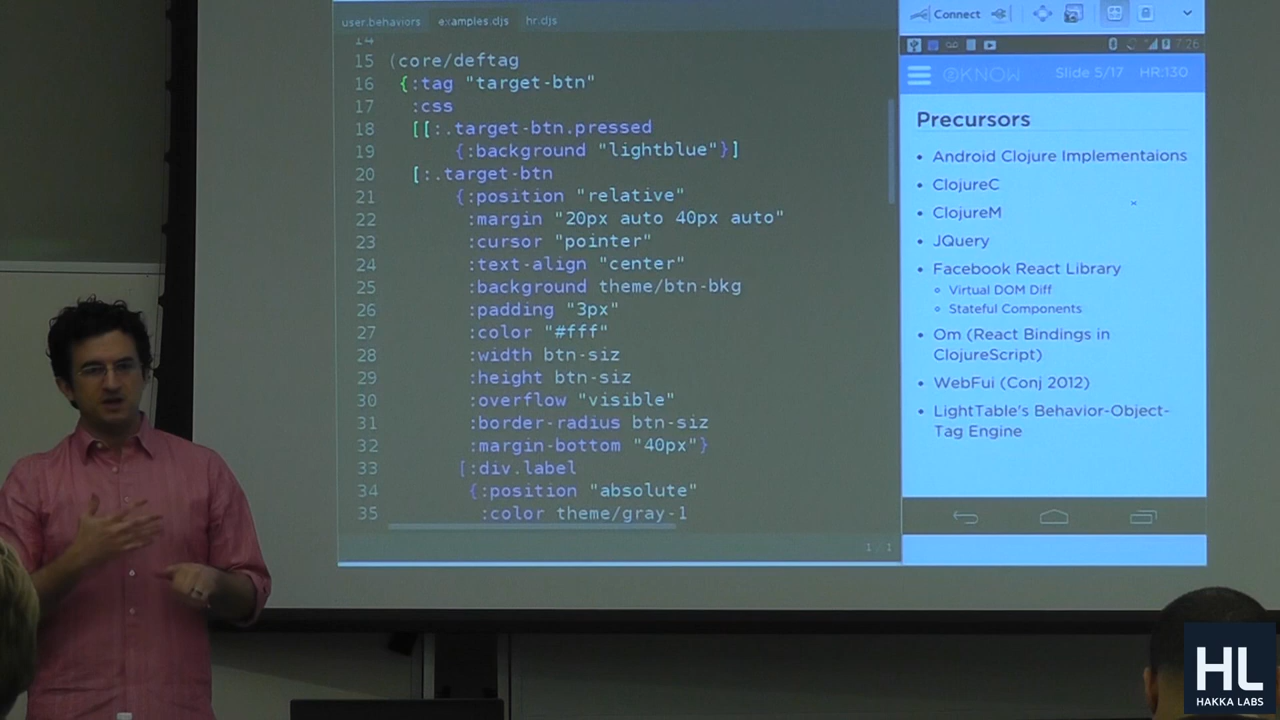 user.behaviors examples.djs hr.djs
14
15 (core/deftag
16 {:tag "target-btn"
17 :css
18 [[:.target-btn.pressed
19 {:background "lightblue"}]
20 [:.target-btn
21 {:position "relative"
22 :margin "20px auto 40px auto"
23 :cursor "pointer"
24 :text-align "center"
25 :background theme/btn-bkg
26 :padding "3px"
27 :color "#fff"
28 :width btn-siz
29 :height btn-siz
30 :overflow "visible"
31 :border-radius btn-siz
32 :margin-bottom "40px"}
33 [:div.label
34 {:position "absolute"
35 :color theme/gray-1
1 / 1
Connect
7:26
KNOW Slide 5/17 HR:130
Precursors
• Android Clojure Implementaions
• ClojureC
• ClojureM
• JQuery
• Facebook React Library
◦ Virtual DOM Diff
◦ Stateful Components
• Om (React Bindings in
ClojureScript)
• WebFui (Conj 2012)
• LightTable's Behavior-Object-
Tag Engine
HL
HAKKA LABS